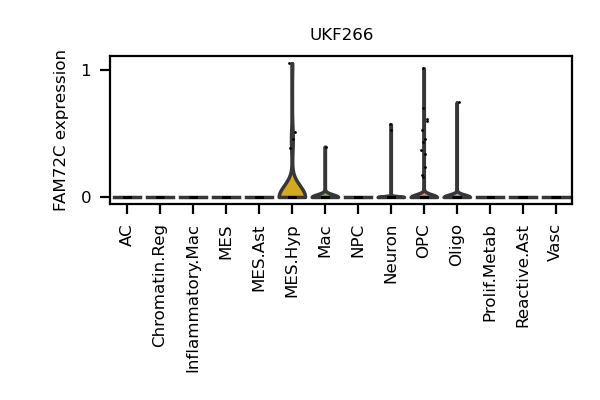 UKF266
FAM72C expression
1
0
AC
Chromatin.Reg
Inflammatory.Mac
MES
MES.Ast
MES.Hyp
Mac
NPC
Neuron
OPC
Oligo
Prolif.Metab
Reactive.Ast
Vasc